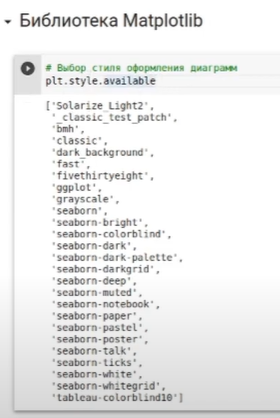 Библиотека Matplotlib
# Выбор стиля оформления диаграмм
plt.style.available
['Solarize_Light2',
'_classic_test_patch',
'bmh',
'classic',
'dark_background',
'fast',
'fivethirtyeight',
'ggplot',
'grayscale',
'seaborn',
'seaborn-bright',
'seaborn-colorblind',
'seaborn-dark',
'seaborn-dark-palette',
'seaborn-darkgrid',
'seaborn-deep',
'seaborn-muted',
'seaborn-notebook',
'seaborn-paper',
'seaborn-pastel',
'seaborn-poster',
'seaborn-talk',
'seaborn-ticks',
'seaborn-white',
'seaborn-whitegrid',
'tableau-colorblind10']